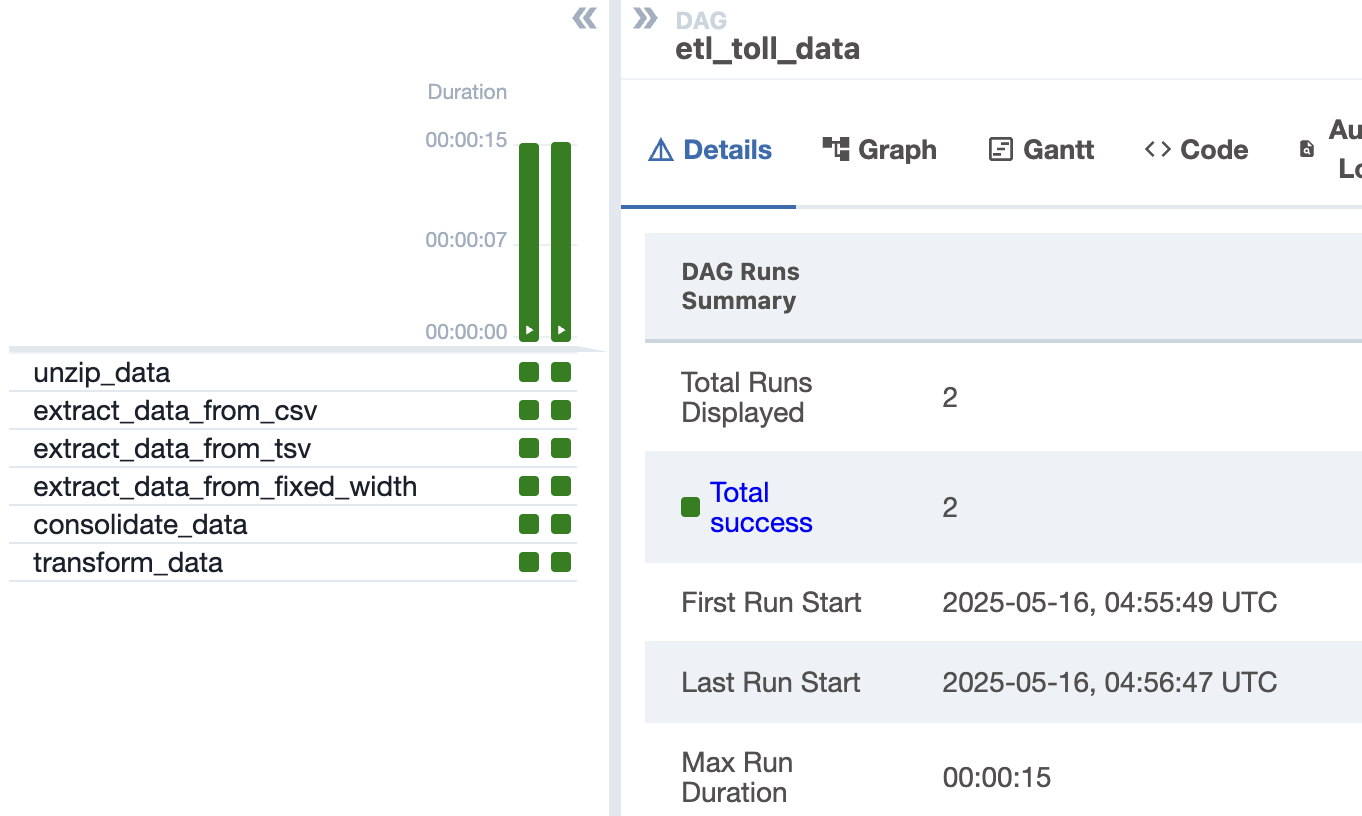 Duration
00:00:15
00:00:07
00:00:00
unzip_data
extract_data_from_csv
extract_data_from_tsv
extract_data_from_fixed_width
consolidate_data
transform_data
DAG
etl_toll_data
Details
Graph
Gantt
Code
Au
Lo
DAG Runs
Summary
Total Runs
Displayed
2
Total
success
2
First Run Start
2025-05-16, 04:55:49 UTC
Last Run Start
2025-05-16, 04:56:47 UTC
Max Run
Duration
00:00:15